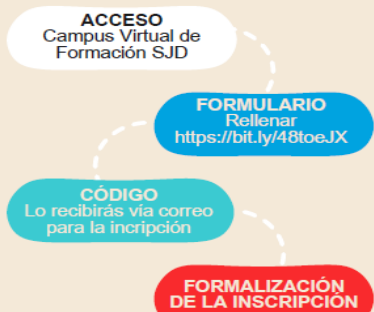 ACCESO
Campus Virtual de
Formación SJD
FORMULARIO
Rellenar
https://bit.ly/48toeJX
CÓDIGO
Lo recibirás vía correo
para la incripción
FORMALIZACIÓN
DE LA INSCRIPCIÓN